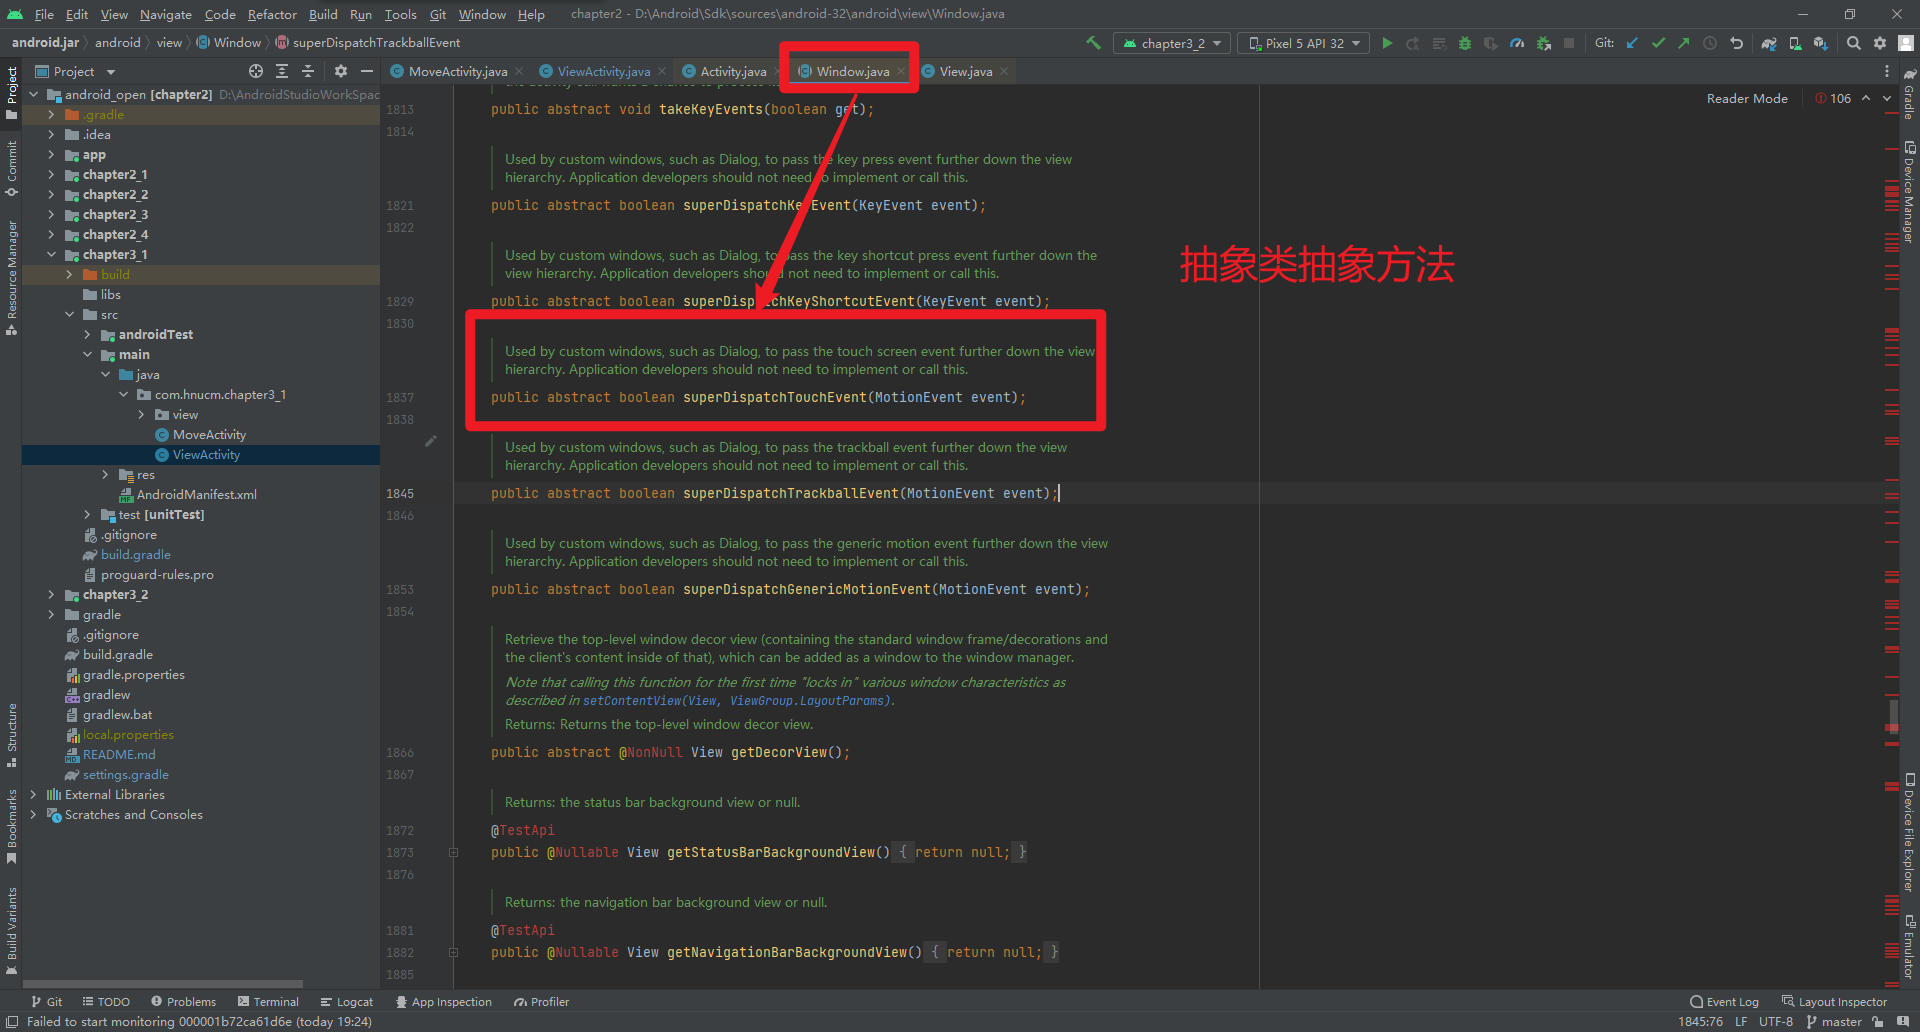 File Edit View Navigate Code Refactor Build Run Tools Git Window Help chapter2 - D:\Android\Sdk\sources\android-32\android\view\Window.java
android.jar android view Window superDispatchTrackballEvent chapter3_2 Pixel 5 API 32 Git:
Project MoveActivity.java ViewActivity.java Activity.java Window.java View.java
android_open [chapter2] D:\AndroidStudioWorkSpac
.gradle
.idea
app
chapter2_1
chapter2_2
chapter2_3
chapter2_4
chapter3_1
build
libs
src
androidTest
main
java
com.hnucm.chapter3_1
view
MoveActivity
ViewActivity
res
AndroidManifest.xml
test [unitTest]
.gitignore
build.gradle
proguard-rules.pro
chapter3_2
gradle
.gitignore
build.gradle
gradle.properties
gradlew
gradlew.bat
local.properties
README.md
settings.gradle
External Libraries
Scratches and Consoles
Project
Commit
Resource Manager
Structure
Bookmarks
Build Variants
Reader Mode 106
1813 public abstract void takeKeyEvents(boolean get);
1814
Used by custom windows, such as Dialog, to pass the key press event further down the view
hierarchy. Application developers should not need to implement or call this.
1821 public abstract boolean superDispatchKeyEvent(KeyEvent event);
1822
Used by custom windows, such as Dialog, to pass the key shortcut press event further down the
view hierarchy. Application developers should not need to implement or call this.
抽象类抽象方法
1829 public abstract boolean superDispatchKeyShortcutEvent(KeyEvent event);
1830
Used by custom windows, such as Dialog, to pass the touch screen event further down the view
hierarchy. Application developers should not need to implement or call this.
1837 public abstract boolean superDispatchTouchEvent(MotionEvent event);
1838
Used by custom windows, such as Dialog, to pass the trackball event further down the view
hierarchy. Application developers should not need to implement or call this.
1845 public abstract boolean superDispatchTrackballEvent(MotionEvent event);
1846
Used by custom windows, such as Dialog, to pass the generic motion event further down the view
hierarchy. Application developers should not need to implement or call this.
1853 public abstract boolean superDispatchGenericMotionEvent(MotionEvent event);
1854
Retrieve the top-level window decor view (containing the standard window frame/decorations and
the client's content inside of that), which can be added as a window to the window manager.
Note that calling this function for the first time "locks in" various window characteristics as
described in setContentView(View, ViewGroup.LayoutParams).
Returns: Returns the top-level window decor view.
1866 public abstract @NonNull View getDecorView();
1867
Returns: the status bar background view or null.
1872 @TestApi
1873 public @Nullable View getStatusBarBackgroundView() { return null; }
1876
Returns: the navigation bar background view or null.
1881 @TestApi
1882 public @Nullable View getNavigationBarBackgroundView() { return null; }
1885
Gradle
Device Manager
Device File Explorer
Emulator
Git TODO Problems Terminal Logcat App Inspection Profiler Event Log Layout Inspector
Failed to start monitoring 000001b72ca61d6e (today 19:24) 1845:76 LF UTF-8 master